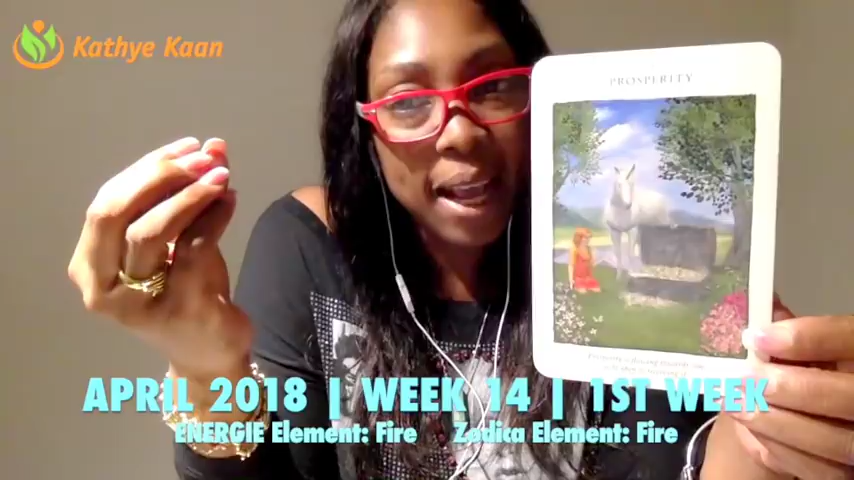 Kathye Kaan
PROSPERITY
APRIL 2018 | WEEK 14 | 1ST WEEK
ENERGIE Element: Fire Zodica Element: Fire